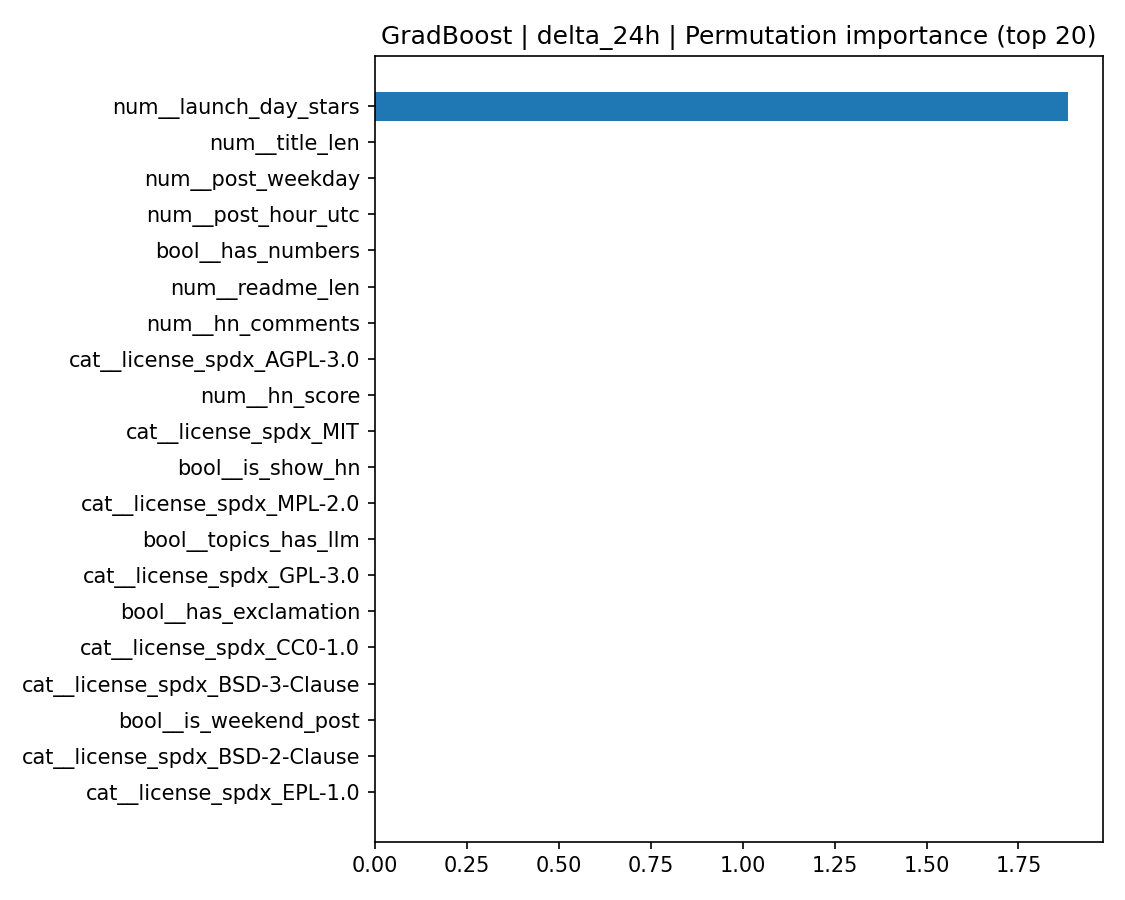 GradBoost | delta_24h | Permutation importance (top 20)
num__launch_day_stars
num__title_len
num__post_weekday
num__post_hour_utc
bool__has_numbers
num__readme_len
num__hn_comments
cat__license_spdx_AGPL-3.0
num__hn_score
cat__license_spdx_MIT
bool__is_show_hn
cat__license_spdx_MPL-2.0
bool__topics_has_llm
cat__license_spdx_GPL-3.0
bool__has_exclamation
cat__license_spdx_CC0-1.0
cat__license_spdx_BSD-3-Clause
bool__is_weekend_post
cat__license_spdx_BSD-2-Clause
cat__license_spdx_EPL-1.0
0.00 0.25 0.50 0.75 1.00 1.25 1.50 1.75